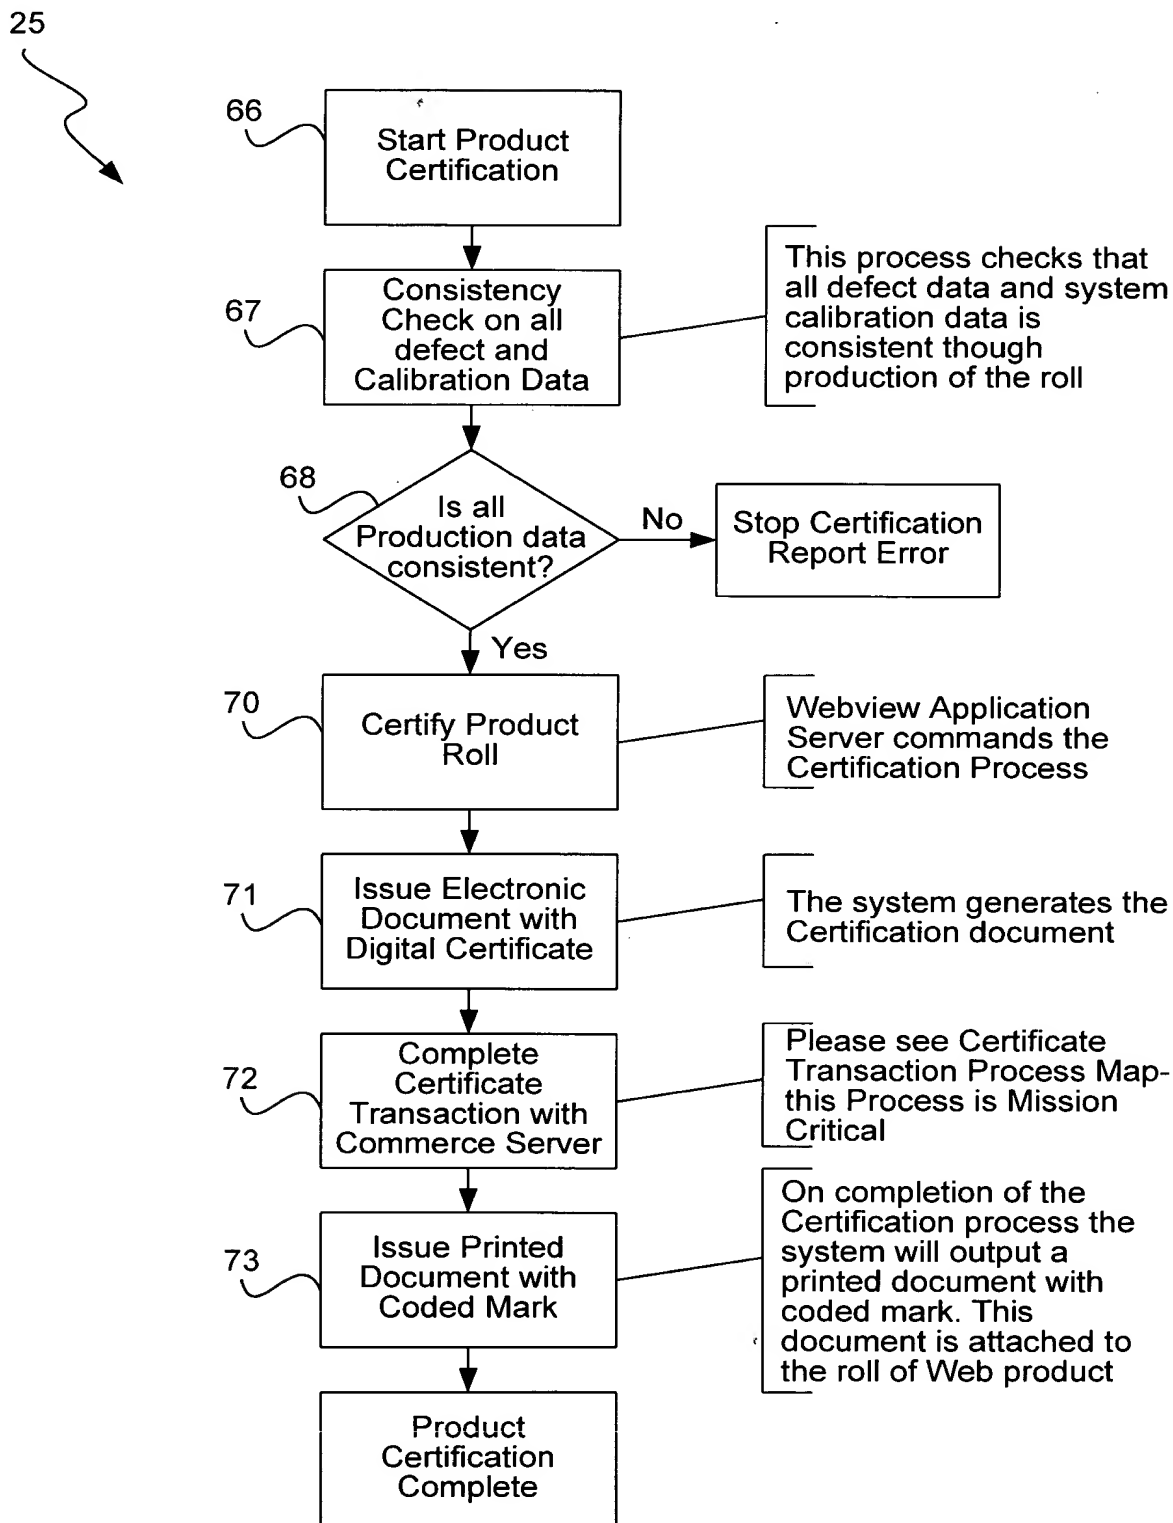 25
66
Start Product
Certification
67
Consistency
Check on all
defect and
Calibration Data
This process checks that
all defect data and system
calibration data is
consistent though
production of the roll
68
Is all
Production data
consistent?
No
Stop Certification
Report Error
Yes
70
Certify Product
Roll
Webview Application
Server commands the
Certification Process
71
Issue Electronic
Document with
Digital Certificate
The system generates the
Certification document
72
Complete
Certificate
Transaction with
Commerce Server
Please see Certificate
Transaction Process Map-
this Process is Mission
Critical
73
Issue Printed
Document with
Coded Mark
On completion of the
Certification process the
system will output a
printed document with
coded mark. This
document is attached to
the roll of Web product
Product
Certification
Complete